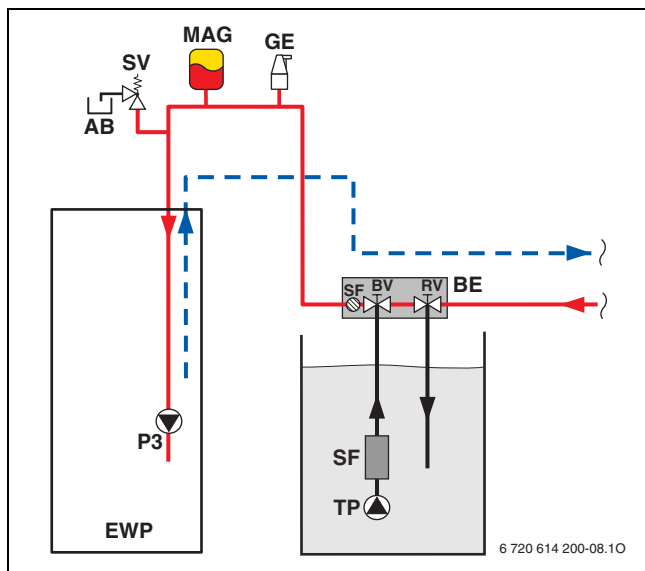 MAG
GE
SV
AB
SF
BV
RV
BE
P3
SF
TP
EWP
6 720 614 200-08.1O